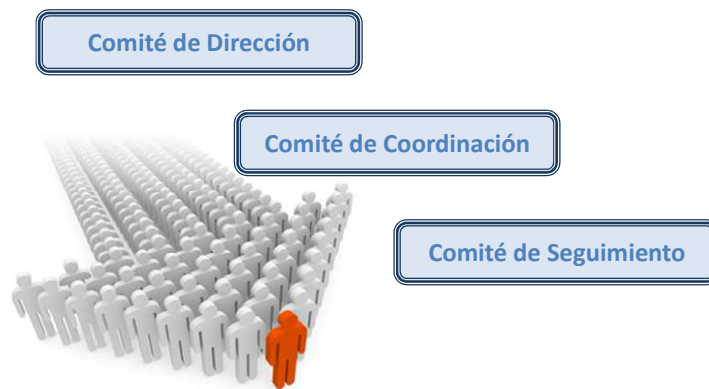 Comité de Dirección
Comité de Coordinación
Comité de Seguimiento